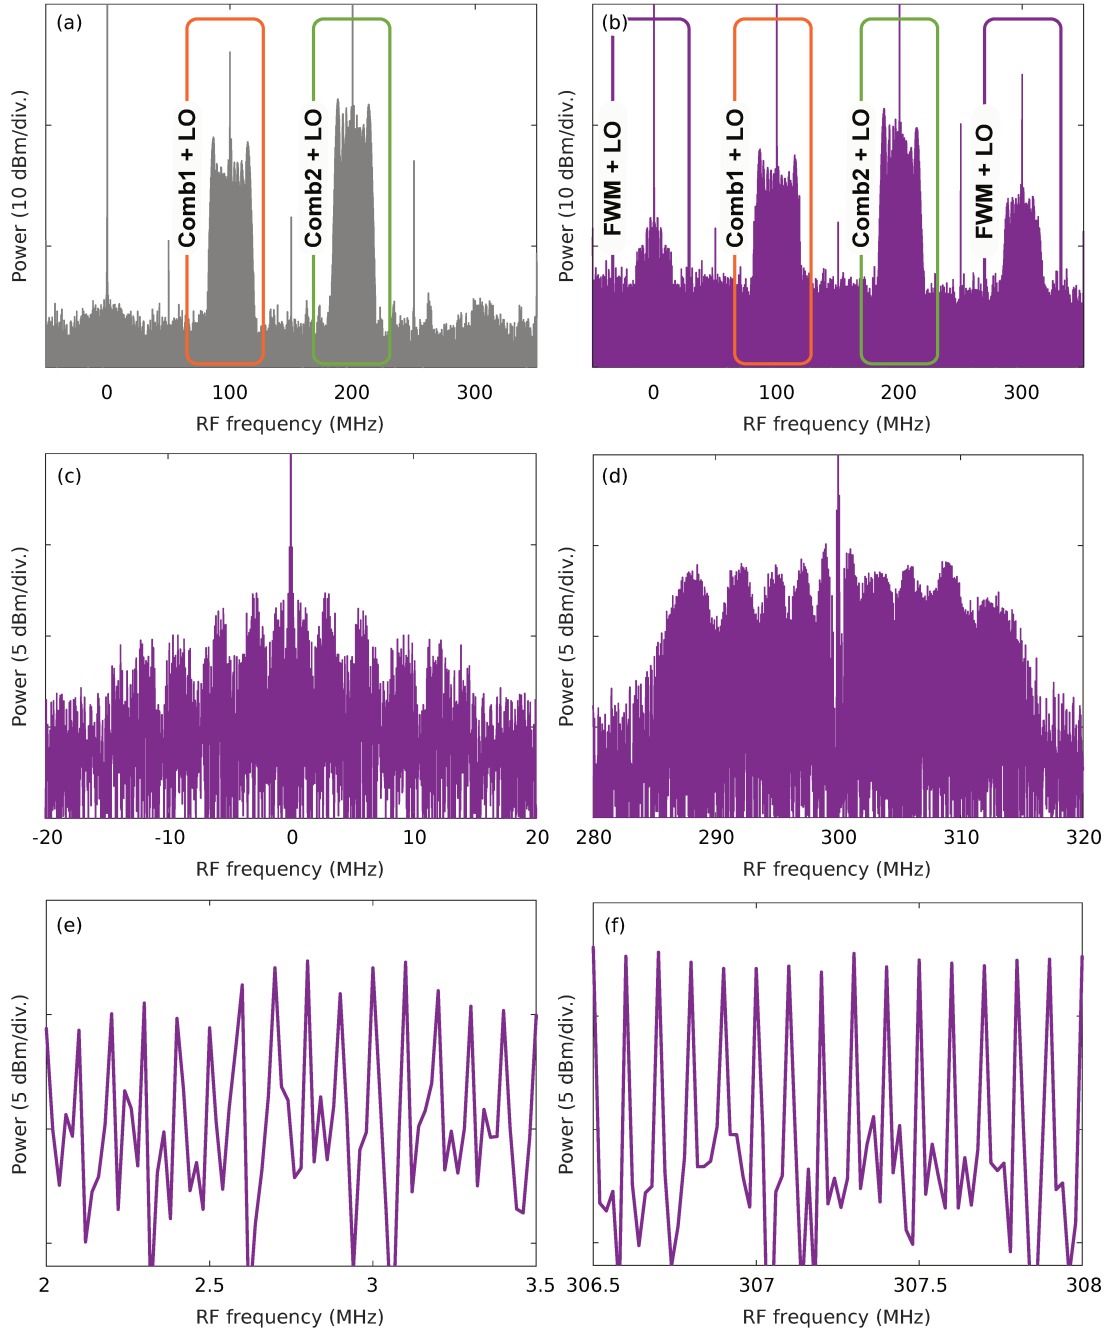 (a)
Power (10 dBm/div.)
Comb1 + LO
Comb2 + LO
0 100 200 300
RF frequency (MHz)
(b)
Power (10 dBm/div.)
FWM + LO
Comb1 + LO
Comb2 + LO
FWM + LO
0 100 200 300
RF frequency (MHz)
(c)
Power (5 dBm/div.)
-20 -10 0 10 20
RF frequency (MHz)
(d)
Power (5 dBm/div.)
280 290 300 310 320
RF frequency (MHz)
(e)
Power (5 dBm/div.)
2 2.5 3 3.5
RF frequency (MHz)
(f)
Power (5 dBm/div.)
306.5 307 307.5 308
RF frequency (MHz)